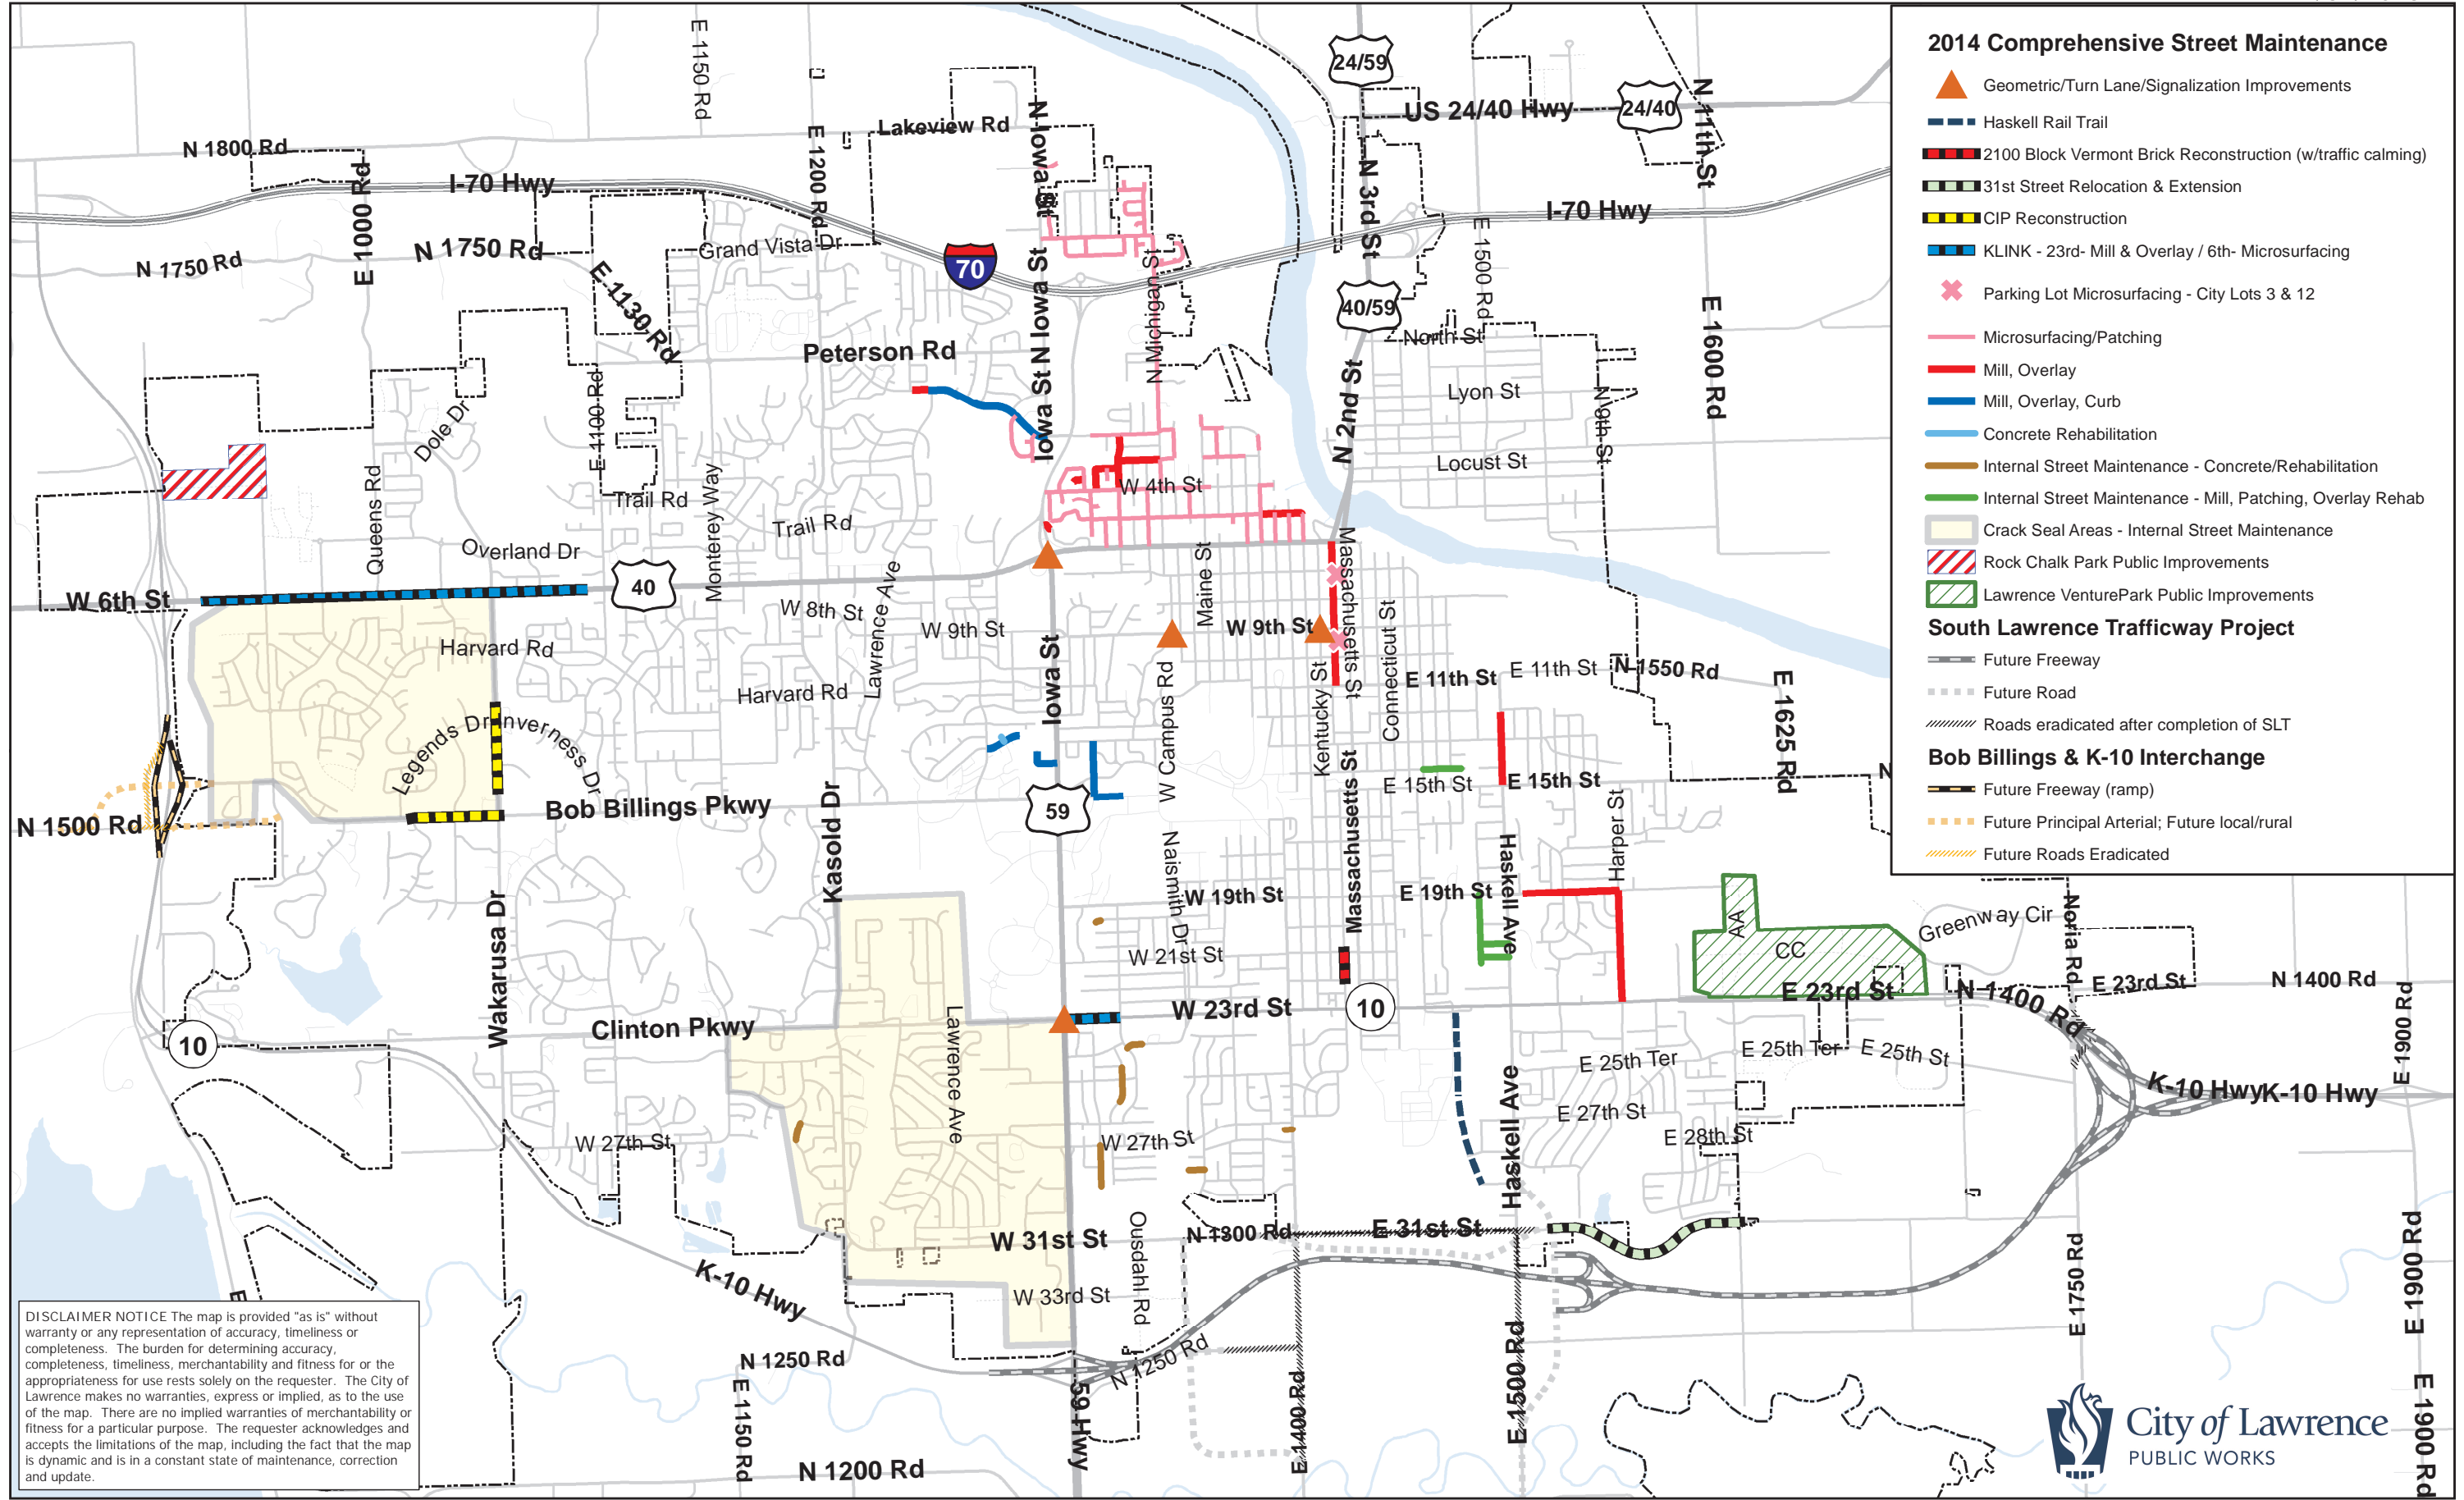 2014 Comprehensive Street Maintenance
Geometric/Turn Lane/Signalization Improvements
Haskell Rail Trail
2100 Block Vermont Brick Reconstruction (w/traffic calming)
31st Street Relocation & Extension
CIP Reconstruction
KLINK - 23rd- Mill & Overlay / 6th- Microsurfacing
Parking Lot Microsurfacing - City Lots 3 & 12
Microsurfacing/Patching
Mill, Overlay
Mill, Overlay, Curb
Concrete Rehabilitation
Internal Street Maintenance - Concrete/Rehabilitation
Internal Street Maintenance - Mill, Patching, Overlay Rehab
Crack Seal Areas - Internal Street Maintenance
Rock Chalk Park Public Improvements
Lawrence VenturePark Public Improvements
South Lawrence Trafficway Project
Future Freeway
Future Road
Roads eradicated after completion of SLT
Bob Billings & K-10 Interchange
Future Freeway (ramp)
Future Principal Arterial; Future local/rural
Future Roads Eradicated
E 1150 Rd
24/59
US 24/40 Hwy
24/40
N 11th St
N Iowa St
Lakeview Rd
E 1200 Rd
N 1800 Rd
E 1000 Rd
I-70 Hwy
N 3rd St
I-70 Hwy
E 1500 Rd
N 1750 Rd
N 1750 Rd
Grand Vista Dr
E 1130 Rd
70
N Michigan St
40/59
North St
E 1600 Rd
Iowa St N Iowa St
Peterson Rd
N 2nd St
Lyon St
N 9th St
Dole Dr
E 1100 Rd
Locust St
Queens Rd
Trail Rd
Monterey Way
Trail Rd
W 4th St
Overland Dr
40
W 6th St
W 8th St
Lawrence Ave
W 9th St
Maine St
W 9th St
Massachusetts St
Connecticut St
Harvard Rd
Harvard Rd
Iowa St
W Campus Rd
Kentucky St
E 11th St
E 11th St
N 1550 Rd
E 1625 Rd
Legends Dr
Inverness Dr
N 1500 Rd
Bob Billings Pkwy
Kasold Dr
59
Naismith Dr
Massachusetts St
E 15th St
E 15th St
N
Harper St
Haskell Ave
W 19th St
E 19th St
Wakarusa Dr
W 21st St
AA
CC
Greenway Cir
Noria Rd
E 23rd St
E 23rd St
N 1400 Rd
N 1400 Rd
E 1900 Rd
10
Clinton Pkwy
Lawrence Ave
W 23rd St
10
E 25th Ter
E 25th Ter
E 25th St
K-10 Hwy
K-10 Hwy
E 27th St
E 28th St
W 27th St
W 27th St
Haskell Ave
W 31st St
Ousdahl Rd
N 1300 Rd
E 31st St
K-10 Hwy
W 33rd St
N 1250 Rd
N 1250 Rd
E 1750 Rd
E 1900 Rd
E
E 1150 Rd
59 Hwy
E 1400 Rd
E 1500 Rd
E 1900 Rd
N 1200 Rd
DISCLAIMER NOTICE The map is provided "as is" without
warranty or any representation of accuracy, timeliness or
completeness. The burden for determining accuracy,
completeness, timeliness, merchantability and fitness for or the
appropriateness for use rests solely on the requester. The City of
Lawrence makes no warranties, express or implied, as to the use
of the map. There are no implied warranties of merchantability or
fitness for a particular purpose. The requester acknowledges and
accepts the limitations of the map, including the fact that the map
is dynamic and is in a constant state of maintenance, correction
and update.
City of Lawrence
PUBLIC WORKS